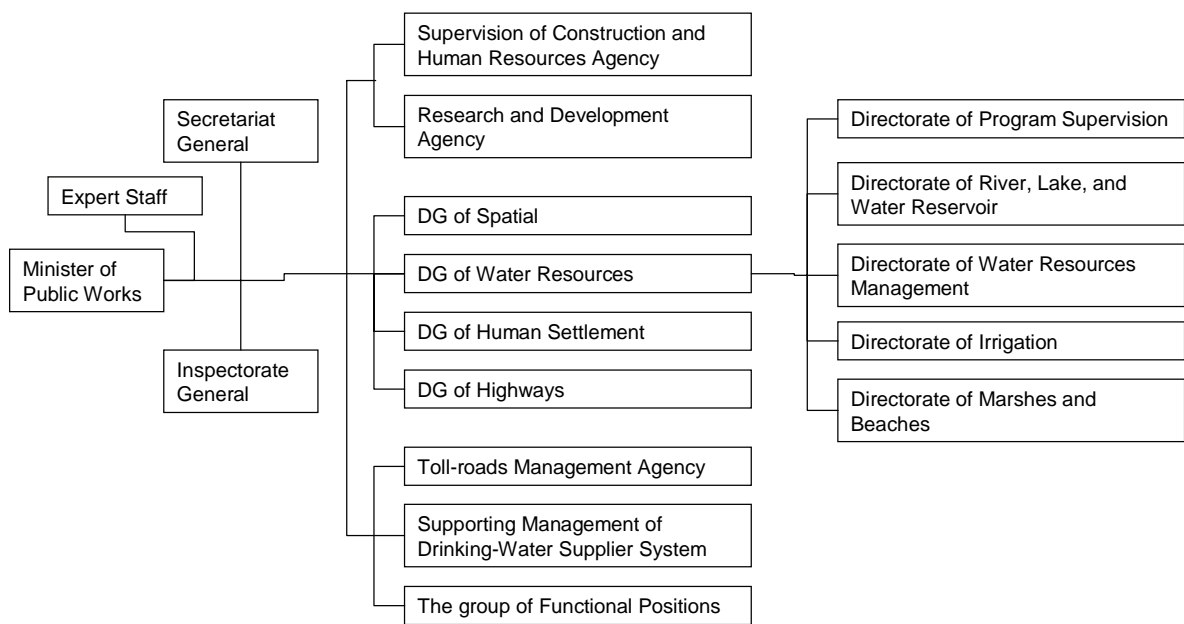 Secretariat
General
Expert Staff
Minister of
Public Works
Inspectorate
General
Supervision of Construction and
Human Resources Agency
Research and Development
Agency
DG of Spatial
DG of Water Resources
DG of Human Settlement
DG of Highways
Toll-roads Management Agency
Supporting Management of
Drinking-Water Supplier System
The group of Functional Positions
Directorate of Program Supervision
Directorate of River, Lake, and
Water Reservoir
Directorate of Water Resources
Management
Directorate of Irrigation
Directorate of Marshes and
Beaches